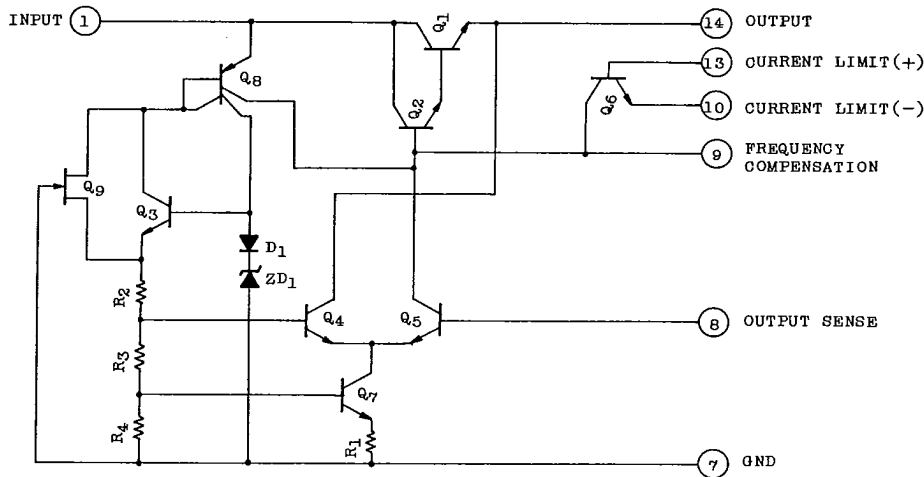 INPUT 1
Q1
14 OUTPUT
13 CURRENT LIMIT(+)
Q8
Q2
Q6
10 CURRENT LIMIT(-)
9 FREQUENCY
COMPENSATION
Q9
Q3
D1
ZD1
R2
Q4
Q5
8 OUTPUT SENSE
R3
Q7
R4
R1
7 GND